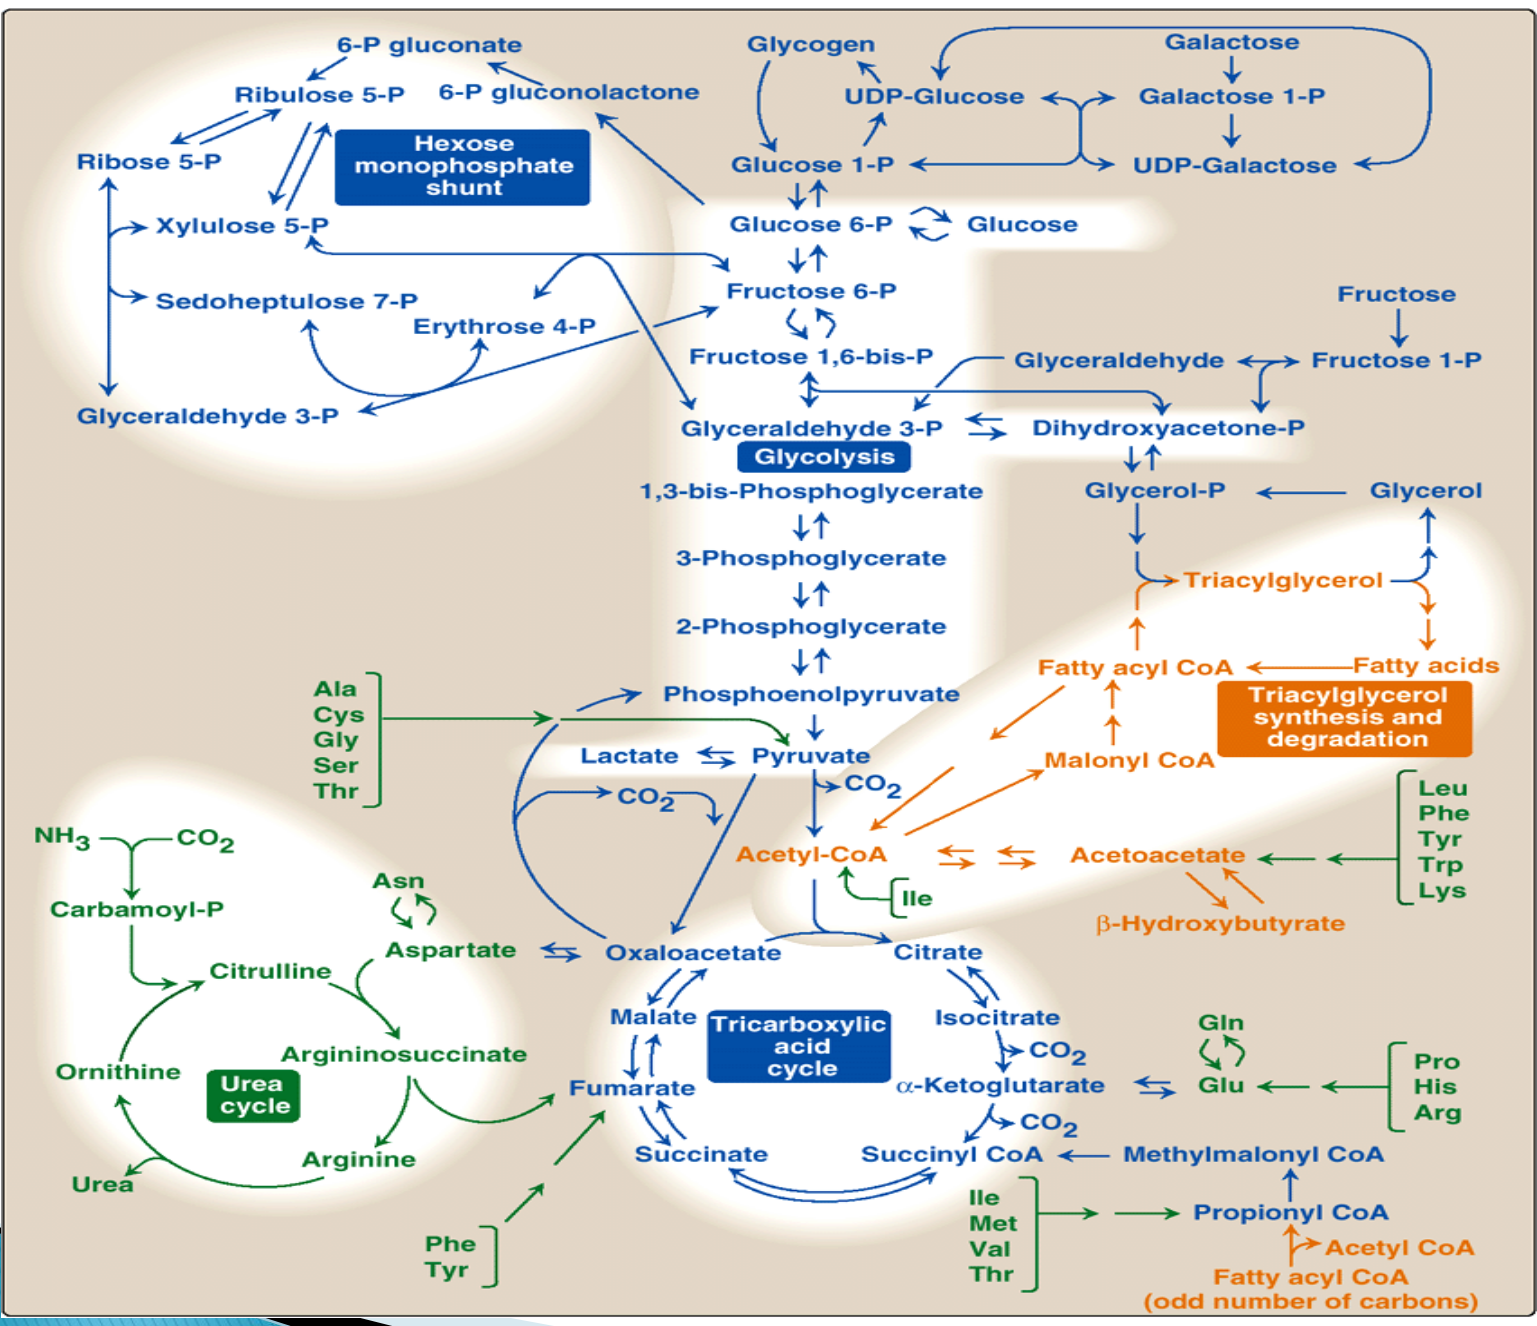 6-P gluconate
Glycogen
Galactose
Ribulose 5-P
6-P gluconolactone
UDP-Glucose
Galactose 1-P
Hexose
monophosphate
shunt
Ribose 5-P
Glucose 1-P
UDP-Galactose
Xylulose 5-P
Glucose 6-P
Glucose
Sedoheptulose 7-P
Erythrose 4-P
Fructose 6-P
Fructose
Fructose 1,6-bis-P
Glyceraldehyde
Fructose 1-P
Glyceraldehyde 3-P
Glyceraldehyde 3-P
Dihydroxyacetone-P
Glycolysis
1,3-bis-Phosphoglycerate
Glycerol-P
Glycerol
3-Phosphoglycerate
Triacylglycerol
2-Phosphoglycerate
Fatty acyl CoA
Fatty acids
Triacylglycerol
synthesis and
degradation
Ala
Cys
Gly
Ser
Thr
Phosphoenolpyruvate
Lactate
Pyruvate
Malonyl CoA
CO2
CO2
Leu
Phe
Tyr
Trp
Lys
NH3
CO2
Acetyl-CoA
Acetoacetate
Ile
β-Hydroxybutyrate
Carbamoyl-P
Asn
Aspartate
Oxaloacetate
Citrate
Citrulline
Malate
Tricarboxylic
acid
cycle
Isocitrate
CO2
Gln
Argininosuccinate
Ornithine
Urea
cycle
Fumarate
α-Ketoglutarate
Glu
Pro
His
Arg
CO2
Arginine
Urea
Succinate
Succinyl CoA
Methylmalonyl CoA
Ile
Met
Val
Thr
Propionyl CoA
Phe
Tyr
Acetyl CoA
Fatty acyl CoA
(odd number of carbons)